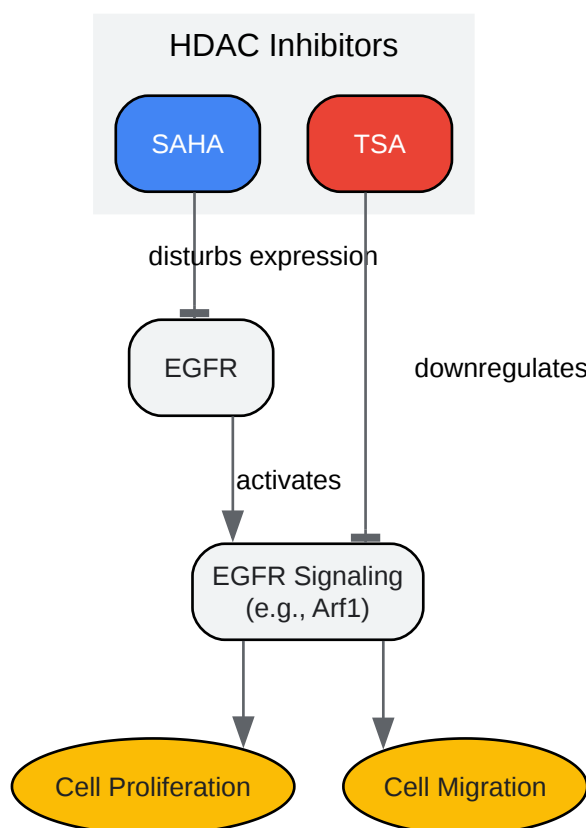 HDAC Inhibitors
SAHA
TSA
disturbs expression
EGFR
downregulates
activates
EGFR Signaling
(e.g., Arf1)
Cell Proliferation
Cell Migration